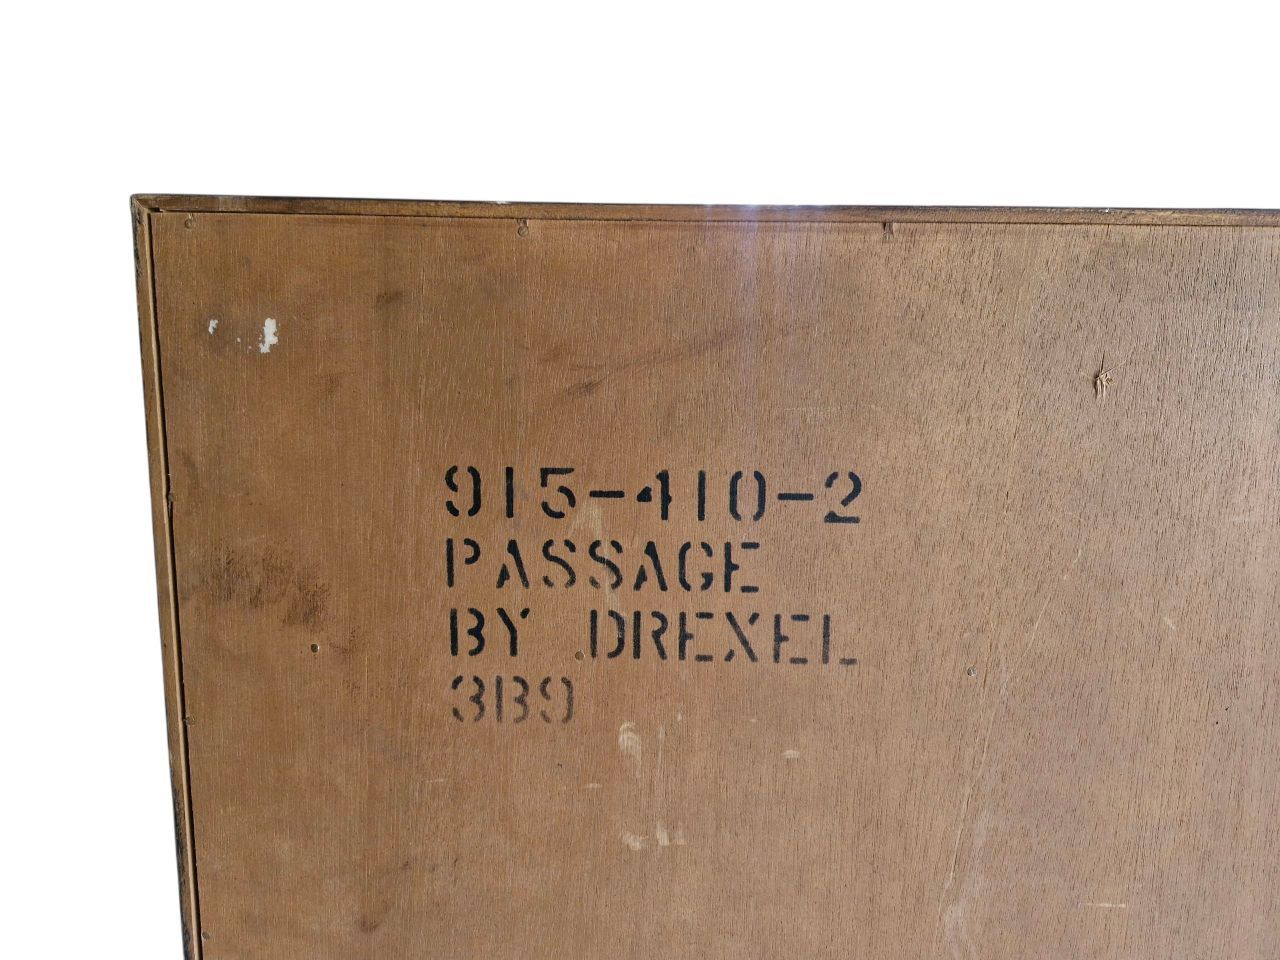 915-410-2
PASSAGE
BY DREXEL
3B9